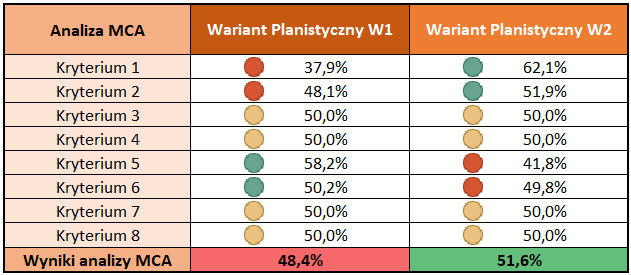 Analiza MCA Wariant Planistyczny W1 Wariant Planistyczny W2
Kryterium 1 37,9% 62,1%
Kryterium 2 48,1% 51,9%
Kryterium 3 50,0% 50,0%
Kryterium 4 50,0% 50,0%
Kryterium 5 58,2% 41,8%
Kryterium 6 50,2% 49,8%
Kryterium 7 50,0% 50,0%
Kryterium 8 50,0% 50,0%
Wyniki analizy MCA 48,4% 51,6%